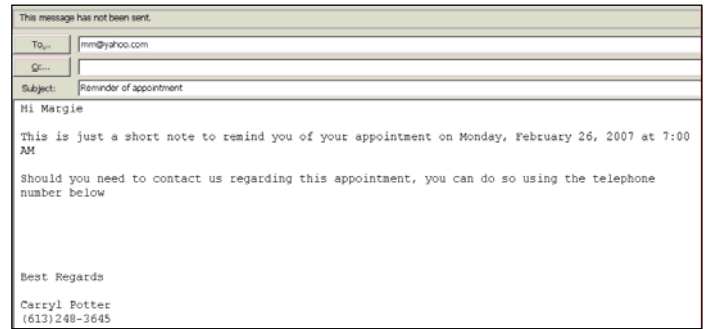 This message has not been sent.
To... mm@yahoo.com
Cc...
Subject: Reminder of appointment
Hi Margie
This is just a short note to remind you of your appointment on Monday, February 26, 2007 at 7:00
AM
Should you need to contact us regarding this appointment, you can do so using the telephone
number below
Best Regards
Carryl Potter
(613)248-3645